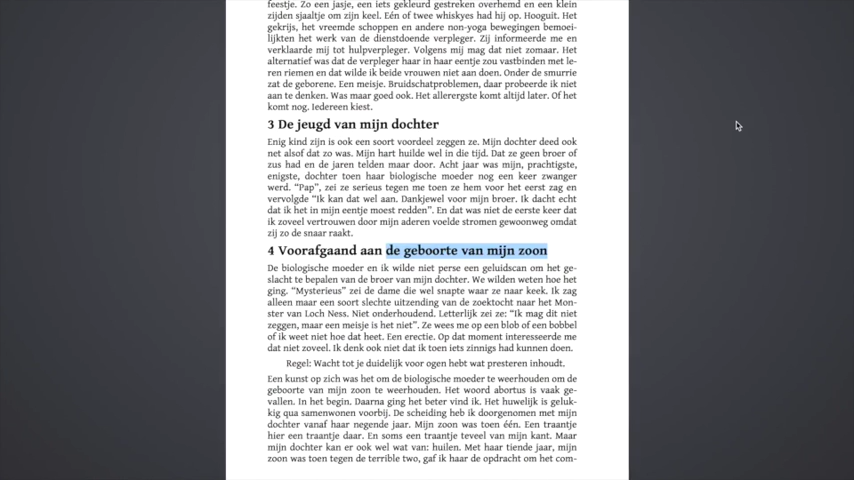 feestje. Zo een jasje, een iets gekleurd gestreken overhemd en een klein
zijden sjaaltje om zijn keel. Eén of twee whiskyes had hij op. Hooguit. Het
gekrijs, het vreemde schoppen en andere non-yoga bewegingen bemoei-
lijkten het werk van de dienstdoende verpleger. Zij informeerde me en
verklaarde mij tot hulpverpleger. Volgens mij mag dat niet zomaar. Het
alternatief was dat de verpleger haar in haar eentje zou vastbinden met le-
ren riemen en dat wilde ik beide vrouwen niet aan doen. Onder de smurrie
zat de geborene. Een meisje. Bruidschatproblemen, daar probeerde ik niet
aan te denken. Was maar goed ook. Het allerergste komt altijd later. Of het
komt nog. Iedereen kiest.
3 De jeugd van mijn dochter
Enig kind zijn is ook een soort voordeel zeggen ze. Mijn dochter deed ook
net alsof dat zo was. Mijn hart huilde wel in die tijd. Dat ze geen broer of
zus had en de jaren telden maar door. Acht jaar was mijn, prachtigste,
enigste, dochter toen haar biologische moeder nog een keer zwanger
werd. “Pap”, zei ze serieus tegen me toen ze hem voor het eerst zag en
vervolgde “Ik kan dat wel aan. Dankjewel voor mijn broer. Ik dacht echt
dat ik het in mijn eentje moest redden”. En dat was niet de eerste keer dat
ik zoveel vertrouwen door mijn aderen voelde stromen gewoonweg omdat
zij zo de snaar raakt.
4 Voorafgaand aan de geboorte van mijn zoon
De biologische moeder en ik wilde niet perse een geluidscan om het ge-
slacht te bepalen van de broer van mijn dochter. We wilden weten hoe het
ging. “Mysterieus” zei de dame die wel snapte waar ze naar keek. Ik zag
alleen maar een soort slechte uitzending van de zoektocht naar het Mon-
ster van Loch Ness. Niet onderhoudend. Letterlijk zei ze: “Ik mag dit niet
zeggen, maar een meisje is het niet”. Ze wees me op een blob of een bobbel
of ik weet niet hoe dat heet. Een erectie. Op dat moment interesseerde me
dat niet zoveel. Ik denk ook niet dat ik toen iets zinnigs had kunnen doen.
Regel: Wacht tot je duidelijk voor ogen hebt wat presteren inhoudt.
Een kunst op zich was het om de biologische moeder te weerhouden om de
geboorte van mijn zoon te weerhouden. Het woord abortus is vaak ge-
vallen. In het begin. Daarna ging het beter vind ik. Het huwelijk is geluk-
kig qua samenwonen voorbij. De scheiding heb ik doorgenomen met mijn
dochter vanaf haar negende jaar. Mijn zoon was toen één. Een traantje
hier een traantje daar. En soms een traantje teveel van mijn kant. Maar
mijn dochter kan er ook wel wat van: huilen. Met haar tiende jaar, mijn
zoon was toen tegen de terrible two, gaf ik haar de opdracht om het com-